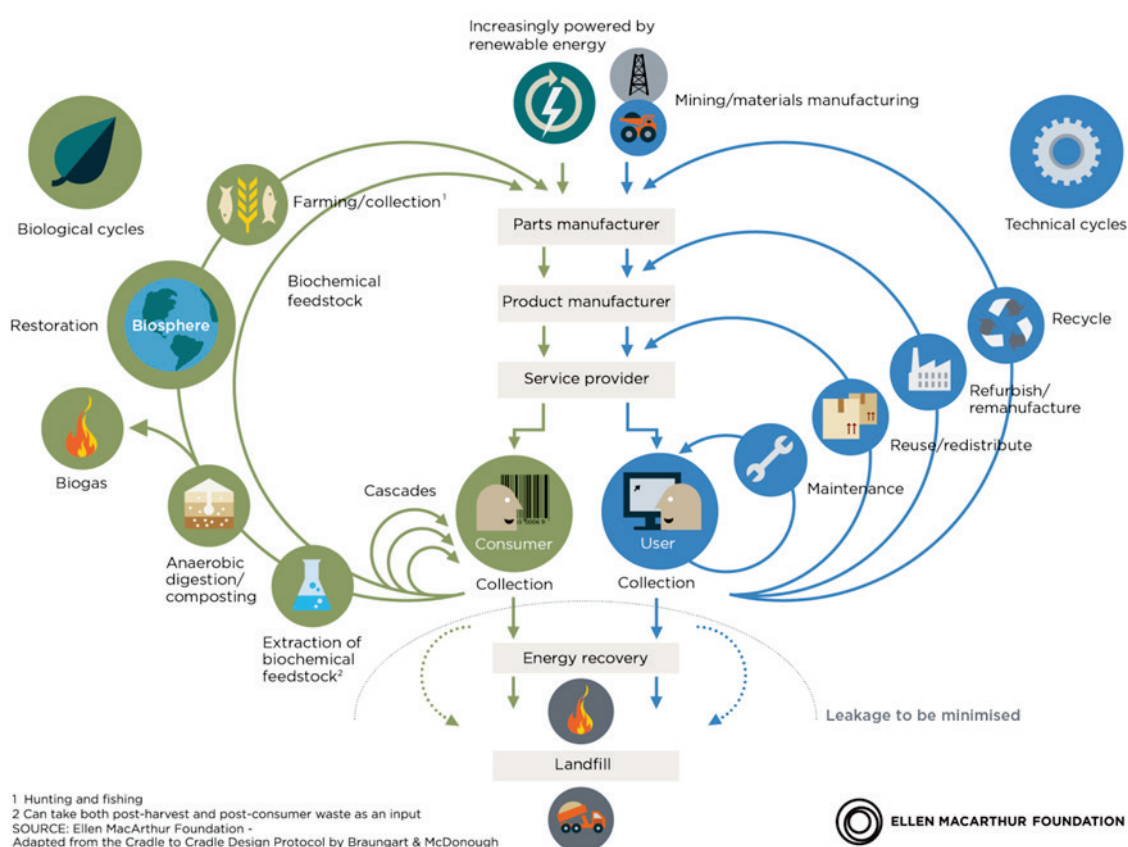 Increasingly powered by
renewable energy
Mining/materials manufacturing
Biological cycles
Farming/collection¹
Technical cycles
Parts manufacturer
Biochemical
feedstock
Product manufacturer
Restoration
Biosphere
Recycle
Service provider
Refurbish/
remanufacture
Reuse/redistribute
Biogas
Cascades
Maintenance
Consumer
User
Anaerobic
digestion/
composting
Collection
Collection
Extraction of
biochemical
feedstock²
Energy recovery
Leakage to be minimised
Landfill
1 Hunting and fishing
2 Can take both post-harvest and post-consumer waste as an input
SOURCE: Ellen MacArthur Foundation -
Adapted from the Cradle to Cradle Design Protocol by Braungart & McDonough
ELLEN MACARTHUR FOUNDATION